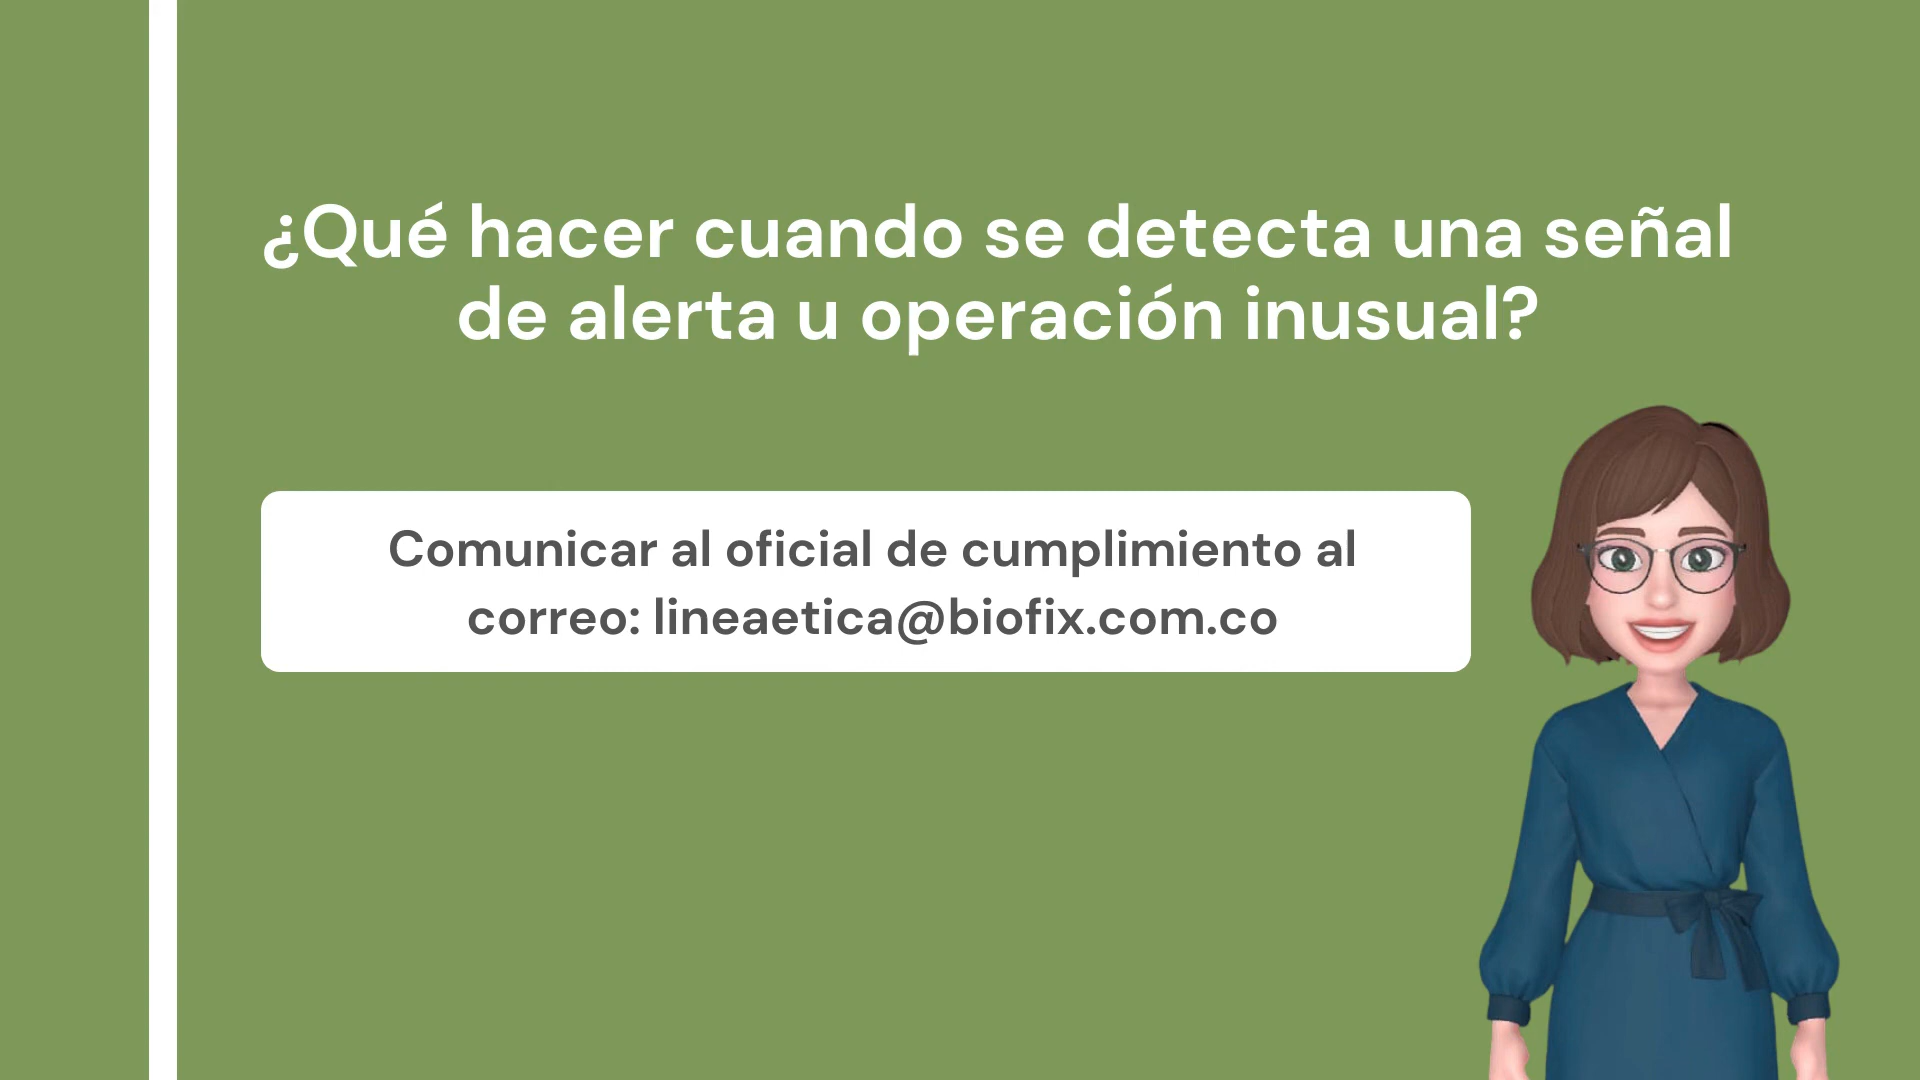 ¿Qué hacer cuando se detecta una señal
de alerta u operación inusual?
Comunicar al oficial de cumplimiento al
correo: lineaetica@biofix.com.co